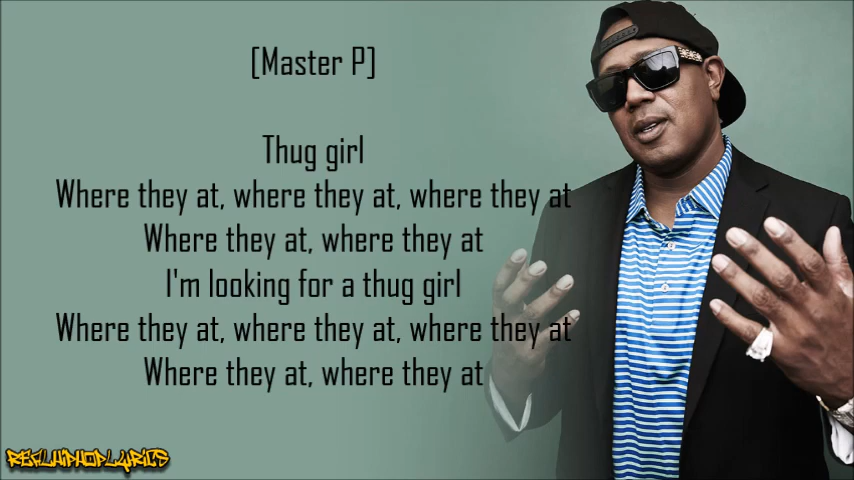 [Master P]
Thug girl
Where they at, where they at, where they at
Where they at, where they at
I'm looking for a thug girl
Where they at, where they at, where they at
Where they at, where they at
REALHIPHOPLYRICS